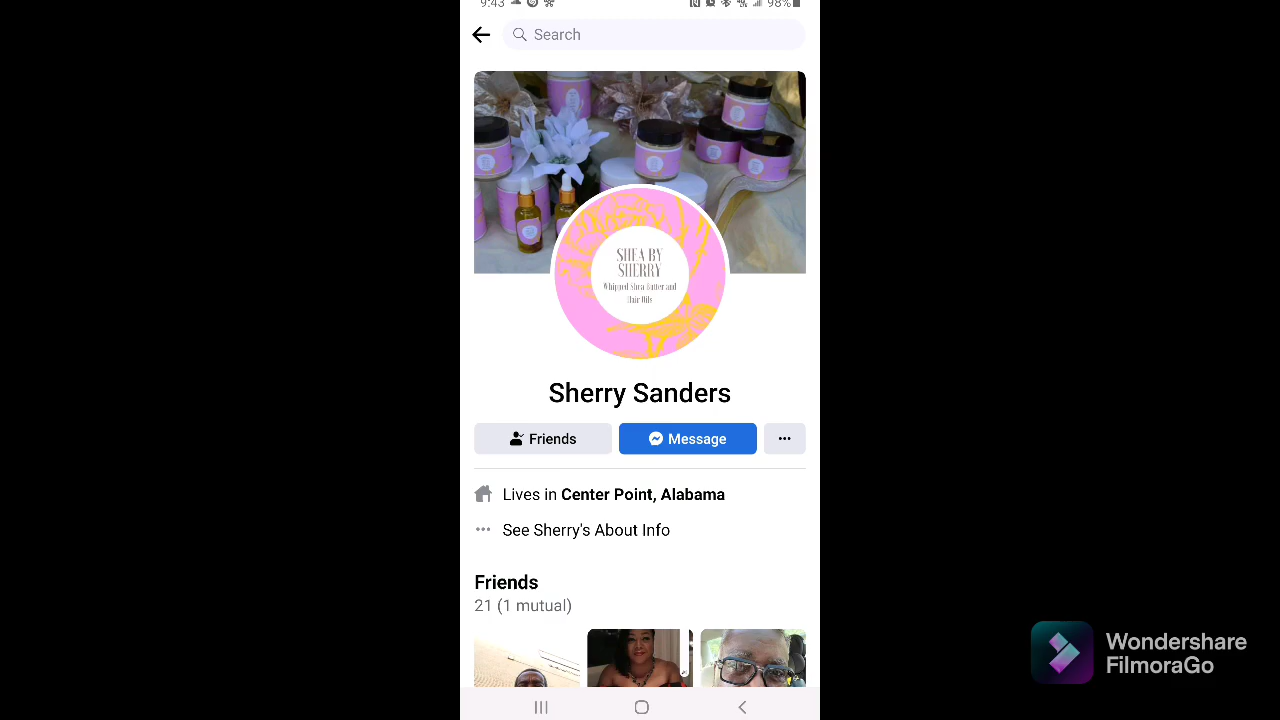 9:43
98%
Search
SHEA BY
SHERRY
Whipped Shea Butter and
Hair Oils
Sherry Sanders
Friends
Message
Lives in Center Point, Alabama
See Sherry's About Info
Friends
21 (1 mutual)
Wondershare
FilmoraGo